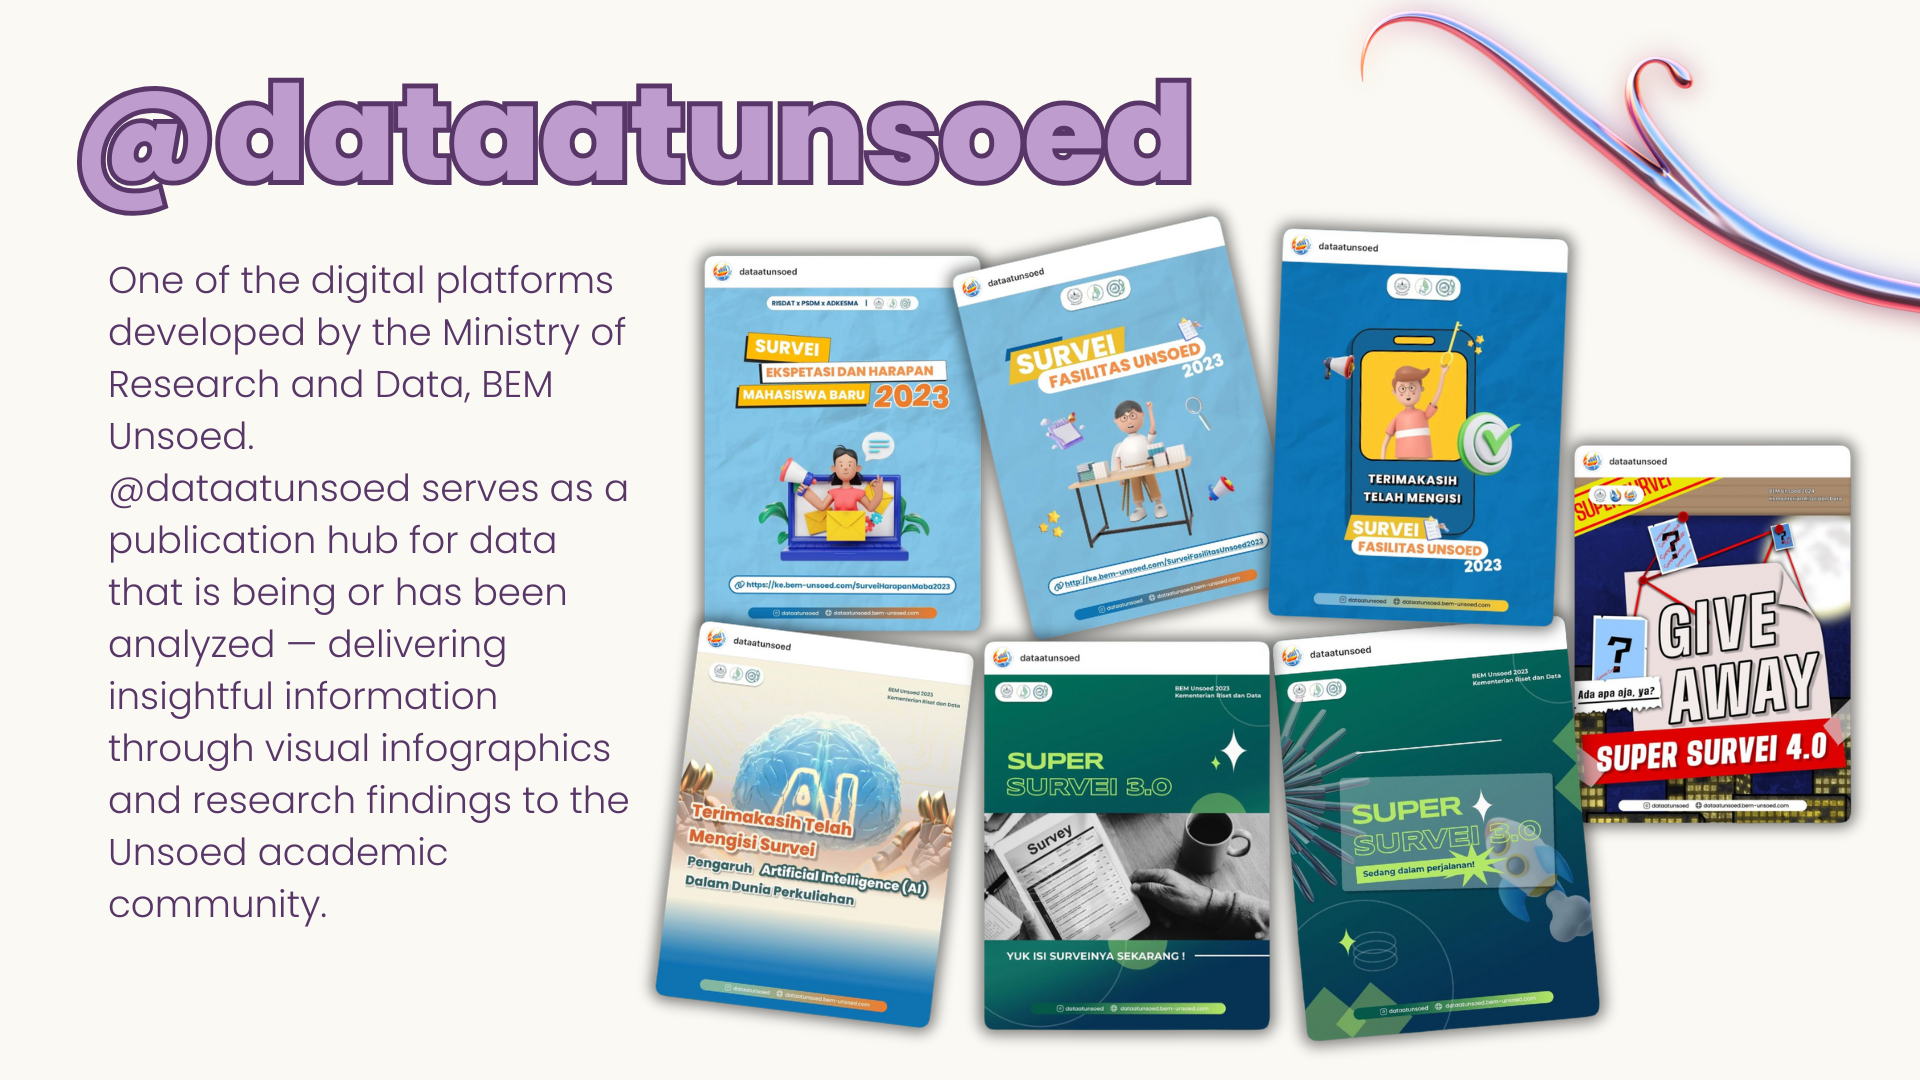 @dataatunsoed
One of the digital platforms
developed by the Ministry of
Research and Data, BEM
Unsoed.
@dataatunsoed serves as a
publication hub for data
that is being or has been
analyzed — delivering
insightful information
through visual infographics
and research findings to the
Unsoed academic
community.
dataatunsoed
RISDAT x PSDM x ADKESMA |
SURVEI
EKSPETASI DAN HARAPAN
MAHASISWA BARU 2023
https://ke.bem-unsoed.com/SurveiHarapanMaba2023
dataatunsoed dataatunsoed.bem-unsoed.com
dataatunsoed
SURVEI
FASILITAS UNSOED
2023
http://ke.bem-unsoed.com/SurveiFasilitasUnsoed2023
dataatunsoed dataatunsoed.bem-unsoed.com
dataatunsoed
TERIMAKASIH
TELAH MENGISI
SURVEI
FASILITAS UNSOED
2023
dataatunsoed dataatunsoed.bem-unsoed.com
dataatunsoed
SUPER SURVEI
BEM Unsoed 2024
Kementerian Riset dan Data
?
?
?
GIVE
AWAY
Ada apa aja, ya?
SUPER SURVEI 4.0
dataatunsoed dataatunsoed.bem-unsoed.com
dataatunsoed
BEM Unsoed 2023
Kementerian Riset dan Data
AI
Terimakasih Telah
Mengisi Survei
Pengaruh Artificial Intelligence (AI)
Dalam Dunia Perkuliahan
dataatunsoed dataatunsoed.bem-unsoed.com
dataatunsoed
BEM Unsoed 2023
Kementerian Riset dan Data
SUPER
SURVEI 3.0
Survey
YUK ISI SURVEINYA SEKARANG !
dataatunsoed dataatunsoed.bem-unsoed.com
dataatunsoed
BEM Unsoed 2023
Kementerian Riset dan Data
SUPER
SURVEI 3.0
Sedang dalam perjalanan!
dataatunsoed dataatunsoed.bem-unsoed.com